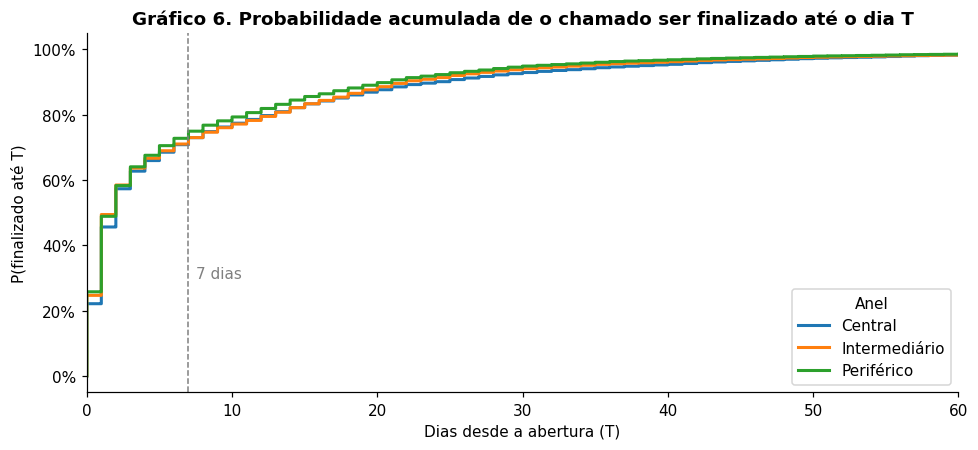 Gráfico 6. Probabilidade acumulada de o chamado ser finalizado até o dia T
P(finalizado até T)
100%
80%
60%
40%
20%
0%
7 dias
Anel
Central
Intermediário
Periférico
0 10 20 30 40 50 60
Dias desde a abertura (T)